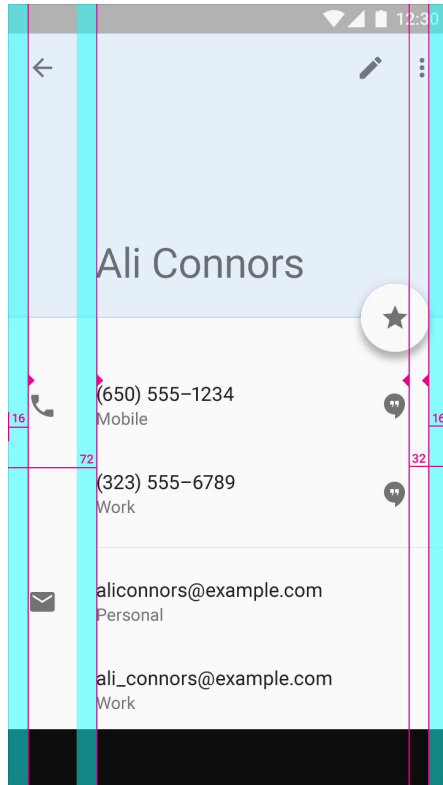 12:30
Ali Connors
(650) 555–1234
Mobile
16
16
72
32
(323) 555–6789
Work
aliconnors@example.com
Personal
ali_connors@example.com
Work